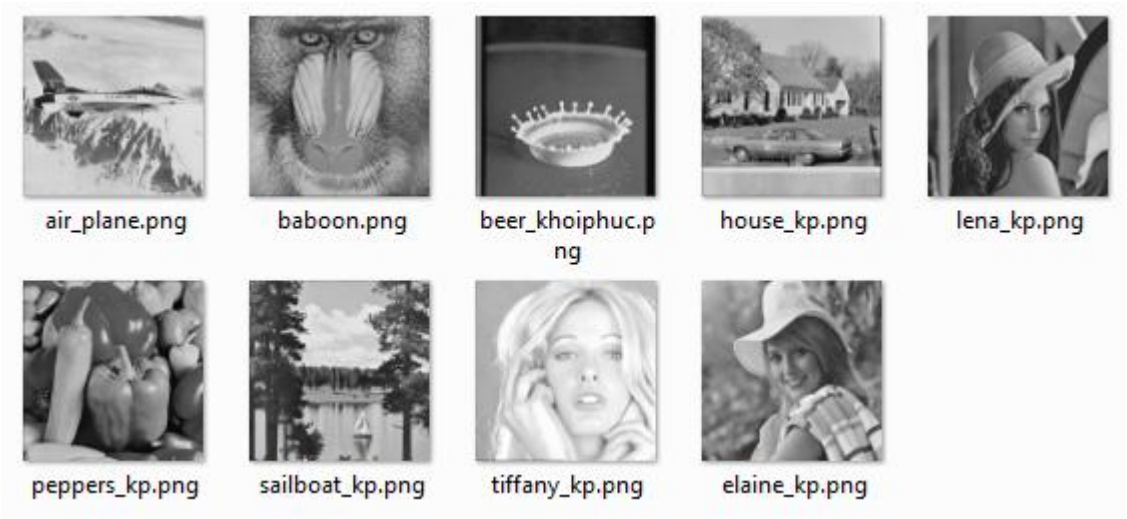 air_plane.png
baboon.png
beer_khoiphuc.p
ng
house_kp.png
lena_kp.png
peppers_kp.png
sailboat_kp.png
tiffany_kp.png
elaine_kp.png